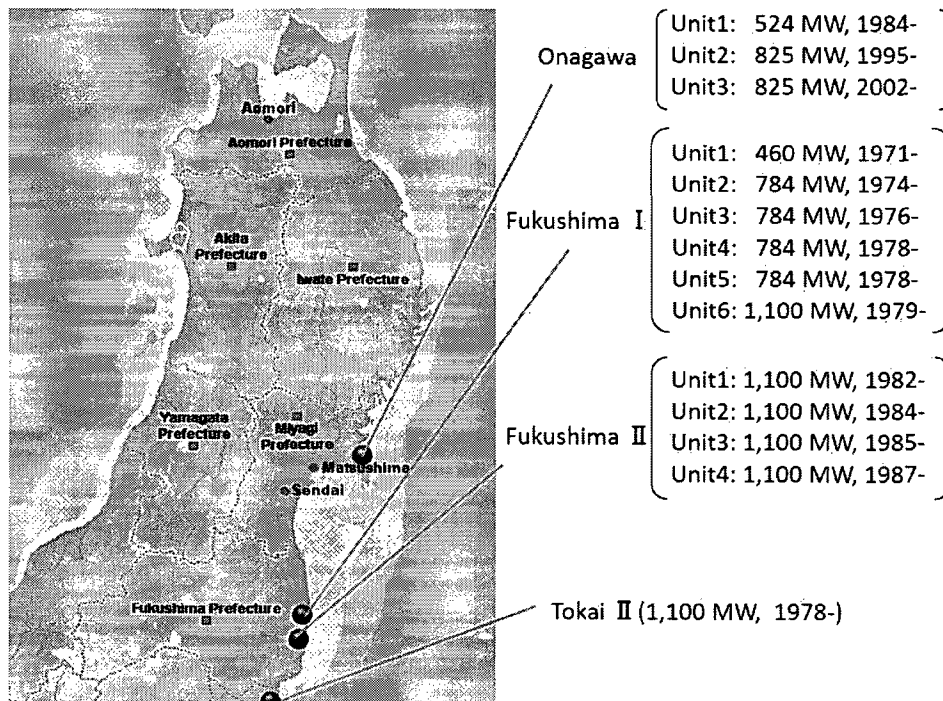 Onagawa
Unit1: 524 MW, 1984-
Unit2: 825 MW, 1995-
Unit3: 825 MW, 2002-
Fukushima I
Unit1: 460 MW, 1971-
Unit2: 784 MW, 1974-
Unit3: 784 MW, 1976-
Unit4: 784 MW, 1978-
Unit5: 784 MW, 1978-
Unit6: 1,100 MW, 1979-
Fukushima II
Unit1: 1,100 MW, 1982-
Unit2: 1,100 MW, 1984-
Unit3: 1,100 MW, 1985-
Unit4: 1,100 MW, 1987-
Tokai II (1,100 MW, 1978-)
Aomori
Aomori Prefecture
Akita
Prefecture
Iwate Prefecture
Yamagata
Prefecture
Miyagi
Prefecture
Matsushima
Sendai
Fukushima Prefecture